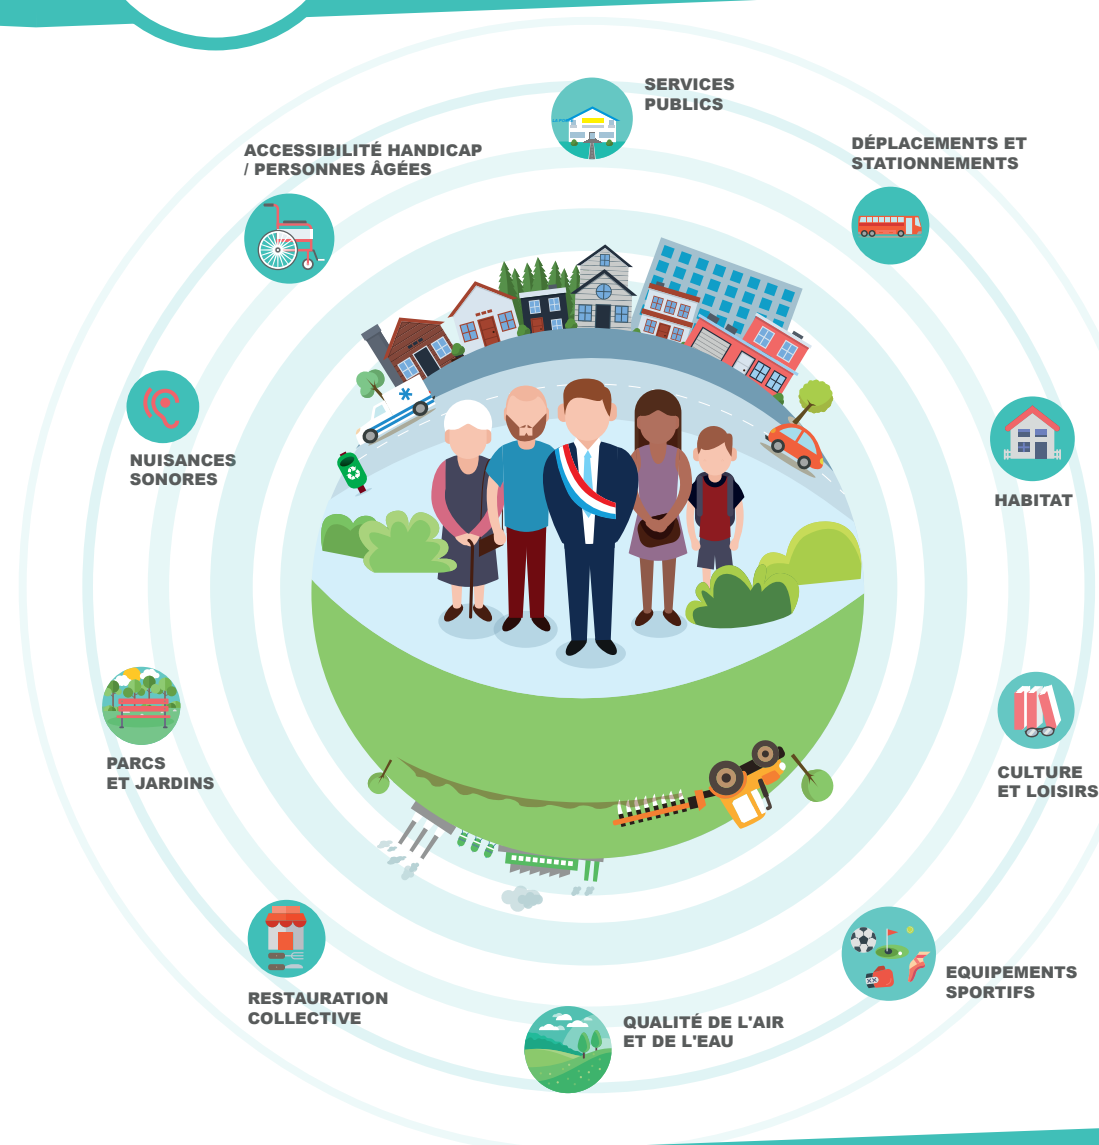 SERVICES
PUBLICS
DÉPLACEMENTS ET
STATIONNEMENTS
ACCESSIBILITÉ HANDICAP
/ PERSONNES ÂGÉES
NUISANCES
SONORES
HABITAT
PARCS
ET JARDINS
CULTURE
ET LOISIRS
RESTAURATION
COLLECTIVE
EQUIPEMENTS
SPORTIFS
QUALITÉ DE L'AIR
ET DE L'EAU